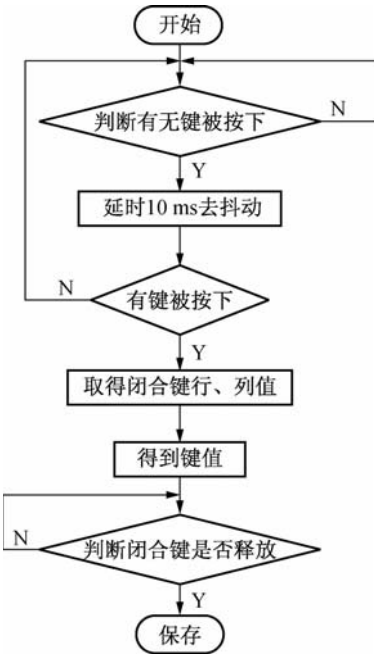 开始
判断有无键被按下
N
Y
延时10 ms去抖动
N
有键被按下
Y
取得闭合键行、列值
得到键值
N
判断闭合键是否释放
Y
保存